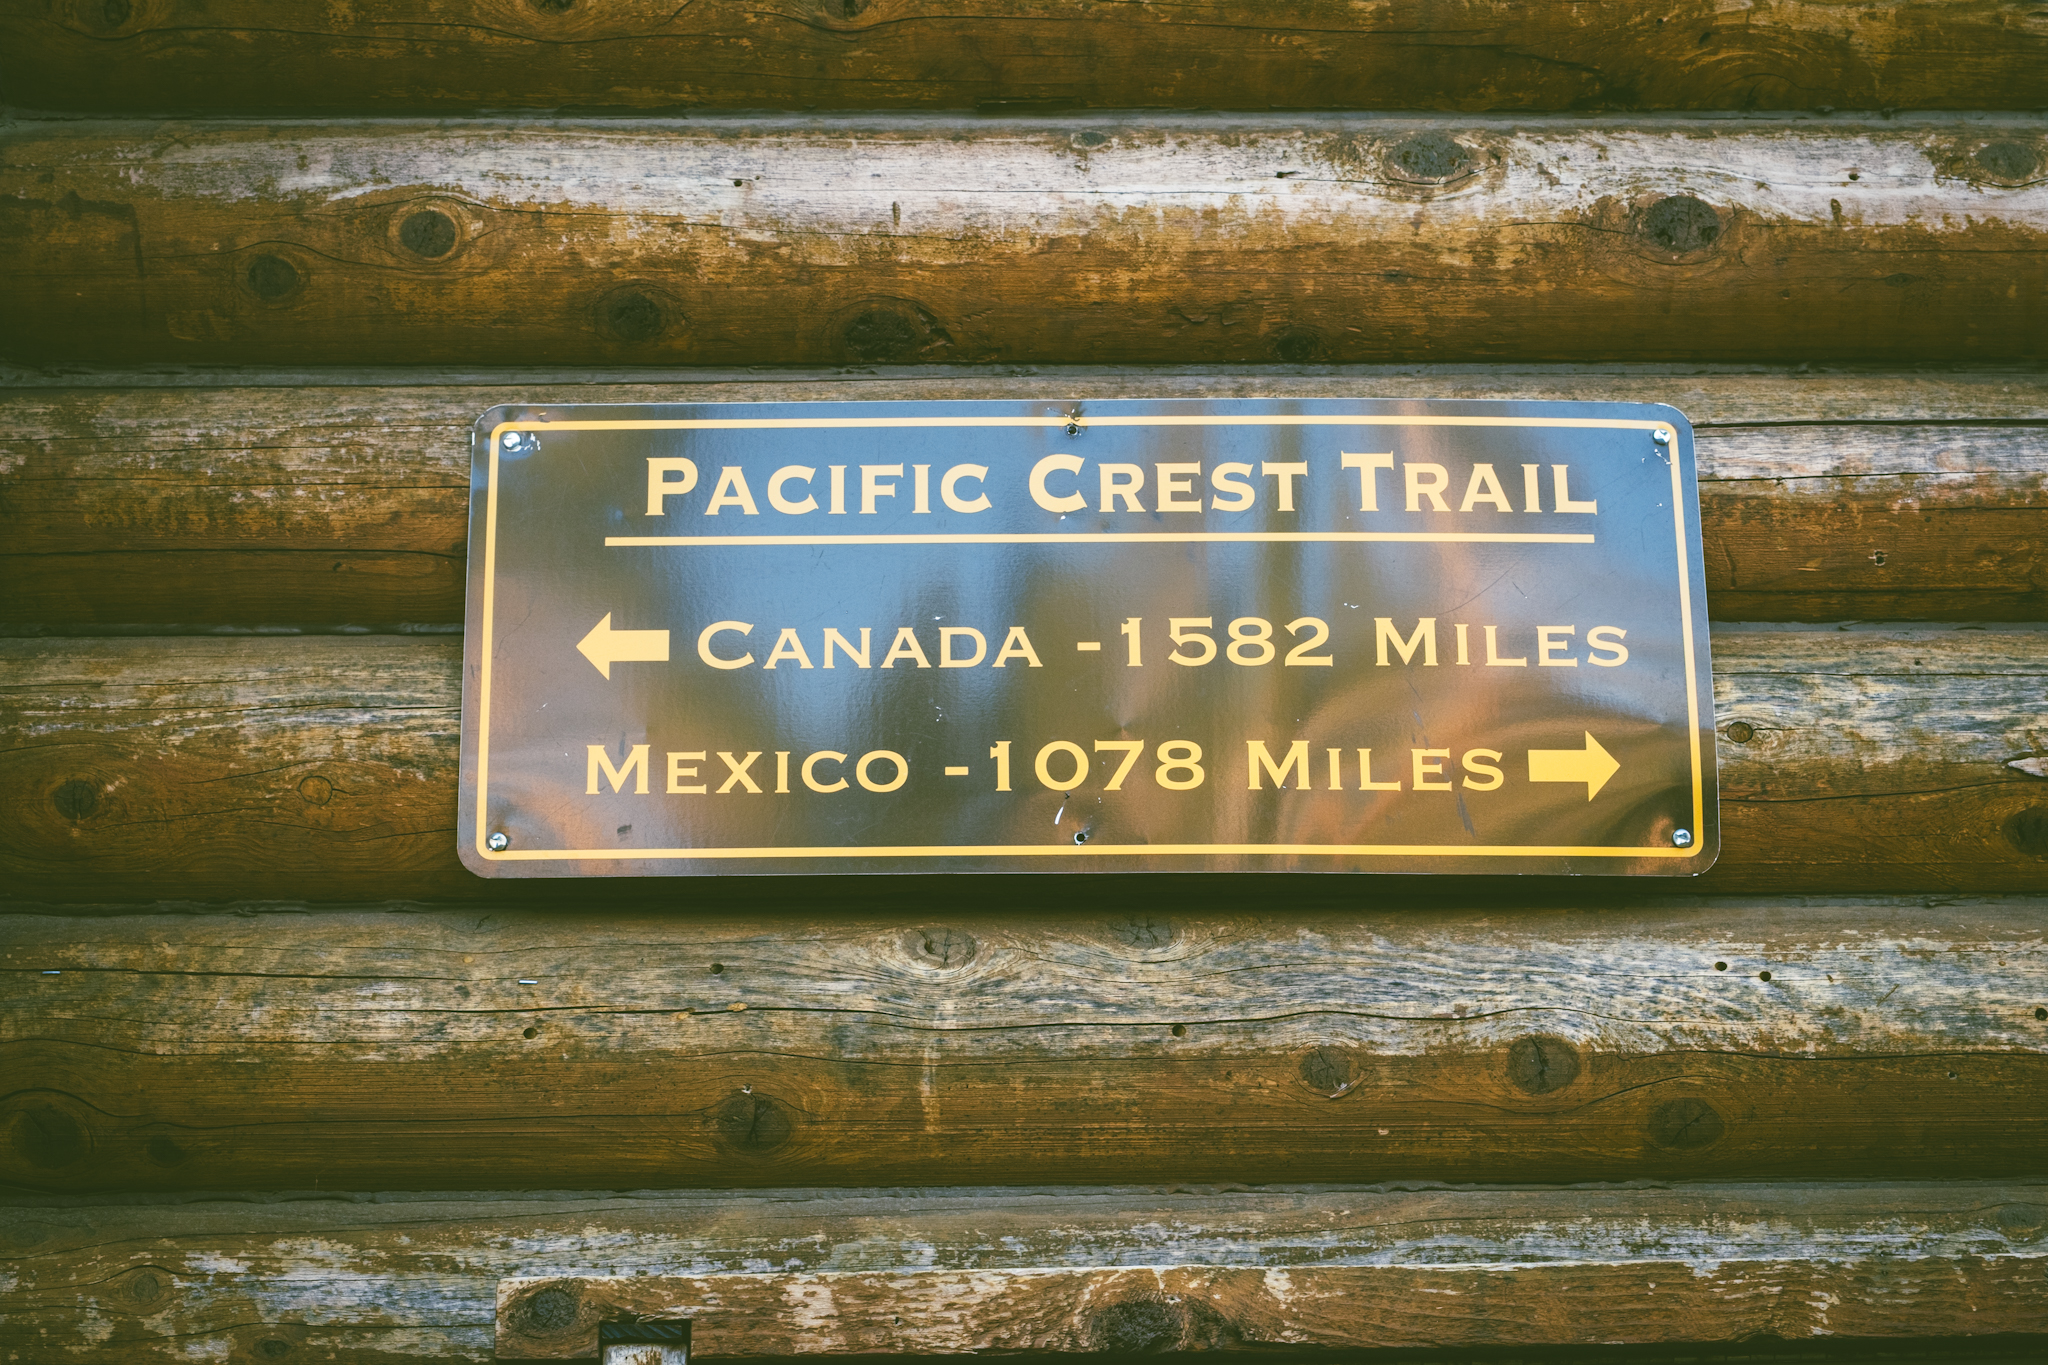 PACIFIC CREST TRAIL
CANADA -1582 MILES
MEXICO -1078 MILES